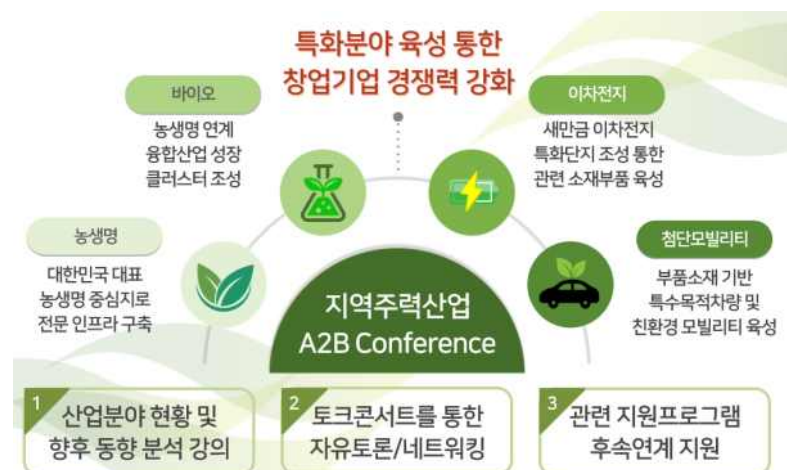 특화분야 육성 통한
창업기업 경쟁력 강화
바이오
농생명 연계
융합산업 성장
클러스터 조성
이차전지
새만금 이차전지
특화단지 조성 통한
관련 소재부품 육성
농생명
대한민국 대표
농생명 중심지로
전문 인프라 구축
첨단모빌리티
부품소재 기반
특수목적차량 및
친환경 모빌리티 육성
지역주력산업
A2B Conference
1
산업분야 현황 및
향후 동향 분석 강의
2
토크콘서트를 통한
자유토론/네트워킹
3
관련 지원프로그램
후속연계 지원